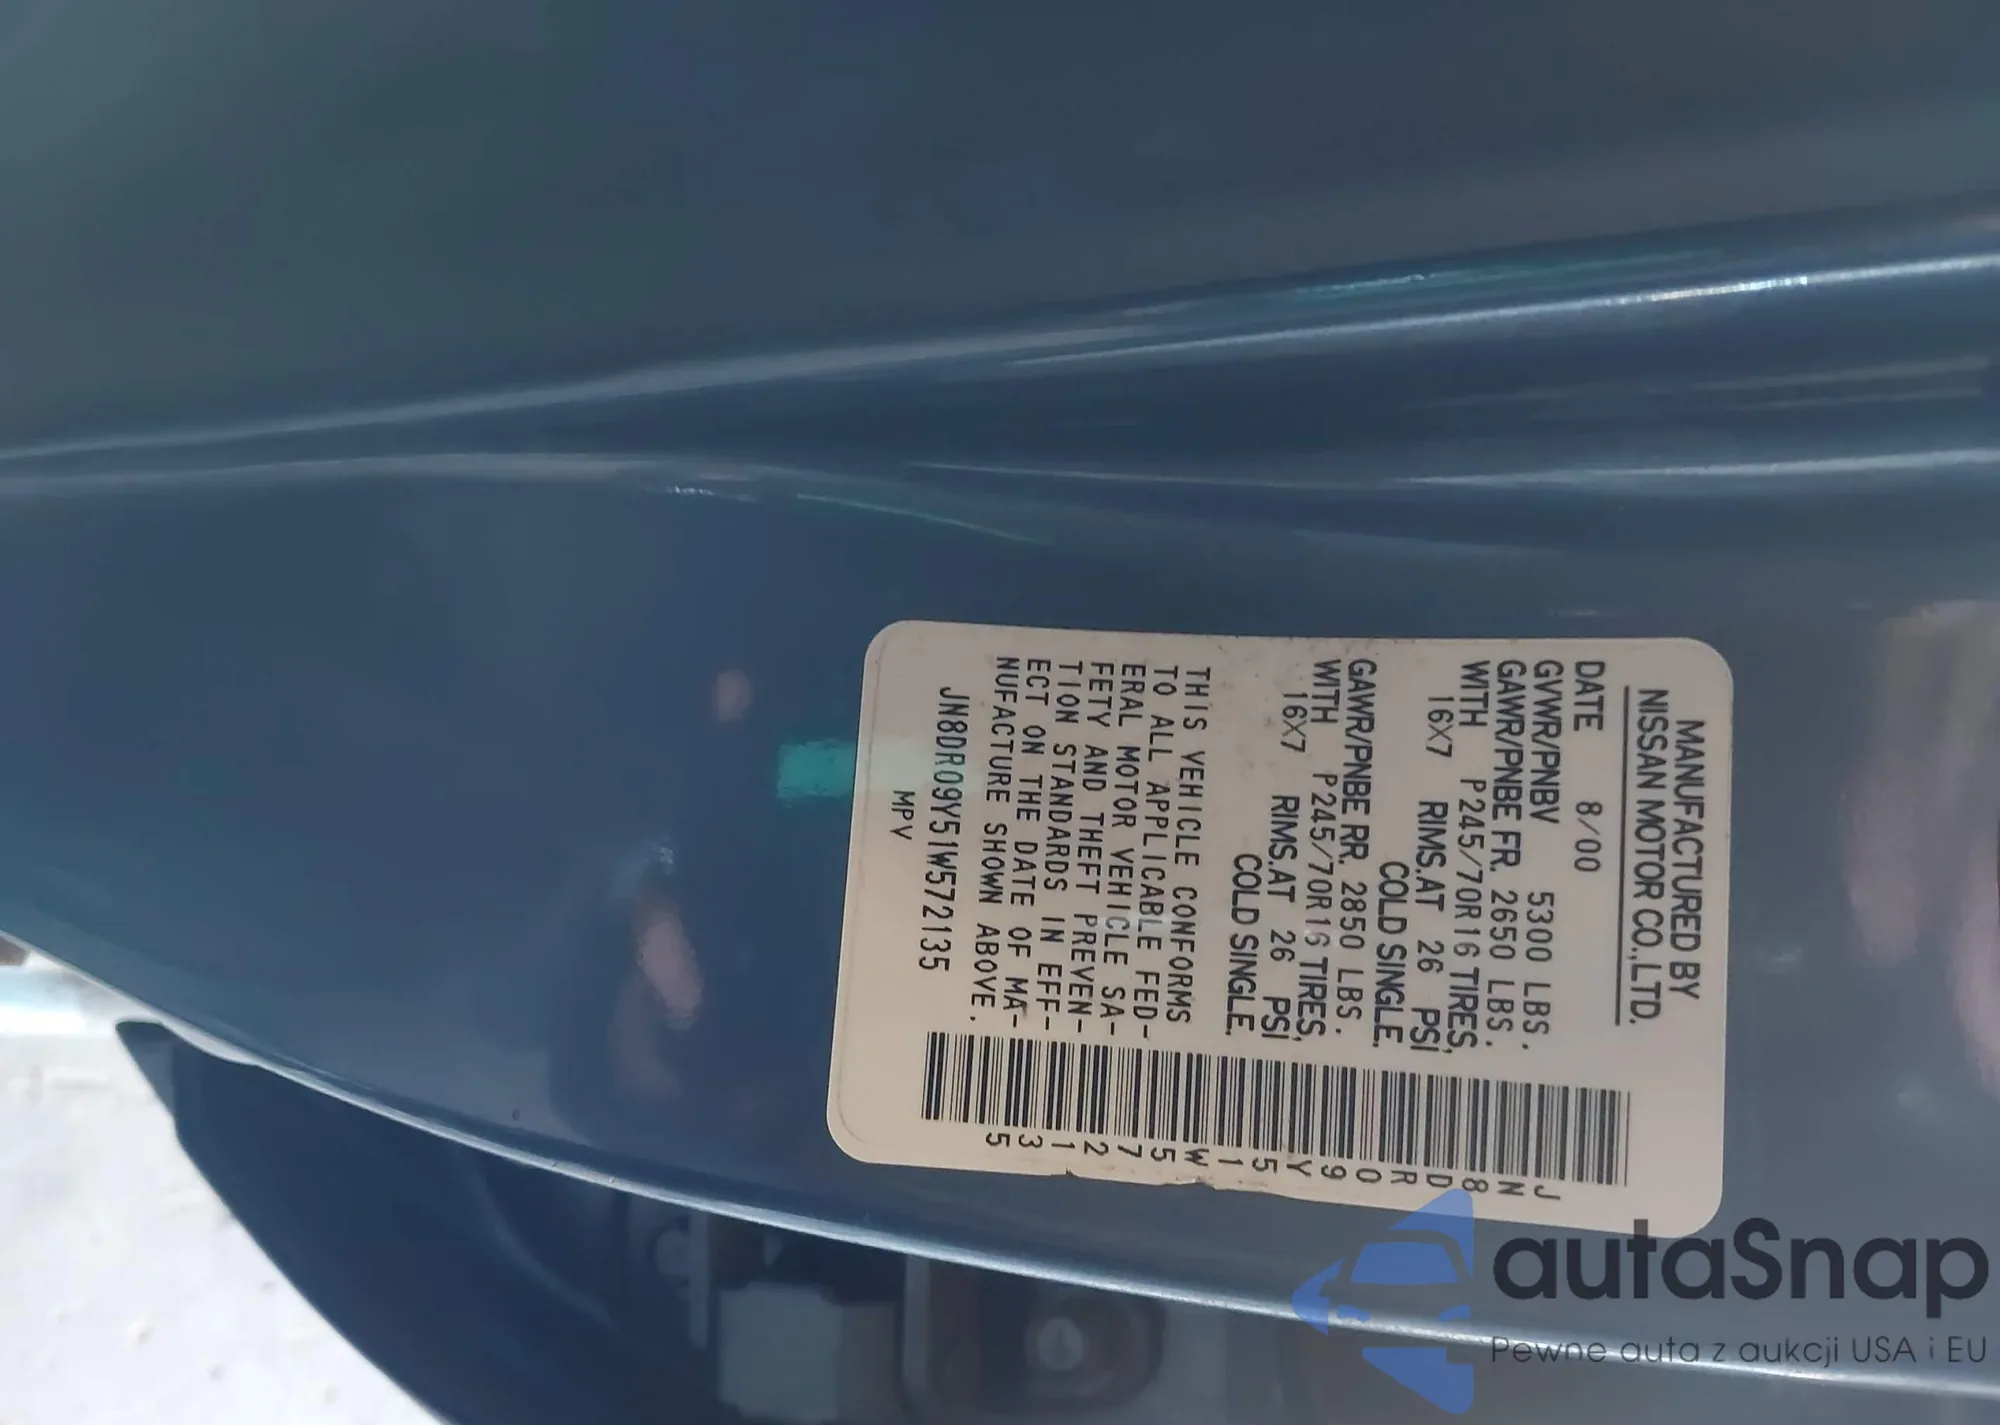 MANUFACTURED BY
NISSAN MOTOR CO.,LTD.
DATE 8/00
GVWR/PNBV 5300 LBS.
GAWR/PNBE FR. 2650 LBS.
WITH P245/70R16 TIRES,
16X7 RIMS.AT 26 PSI
COLD SINGLE.
GAWR/PNBE RR. 2850 LBS.
WITH P245/70R16 TIRES,
16X7 RIMS.AT 26 PSI
COLD SINGLE.
THIS VEHICLE CONFORMS
TO ALL APPLICABLE FED-
ERAL MOTOR VEHICLE SA-
FETY AND THEFT PREVEN-
TION STANDARDS IN EFF-
ECT ON THE DATE OF MA-
NUFACTURE SHOWN ABOVE.
JN8DR09Y51W572135
MPV
JN8DR09Y51W572135
autaSnap
Pewne auta z aukcji USA i EU